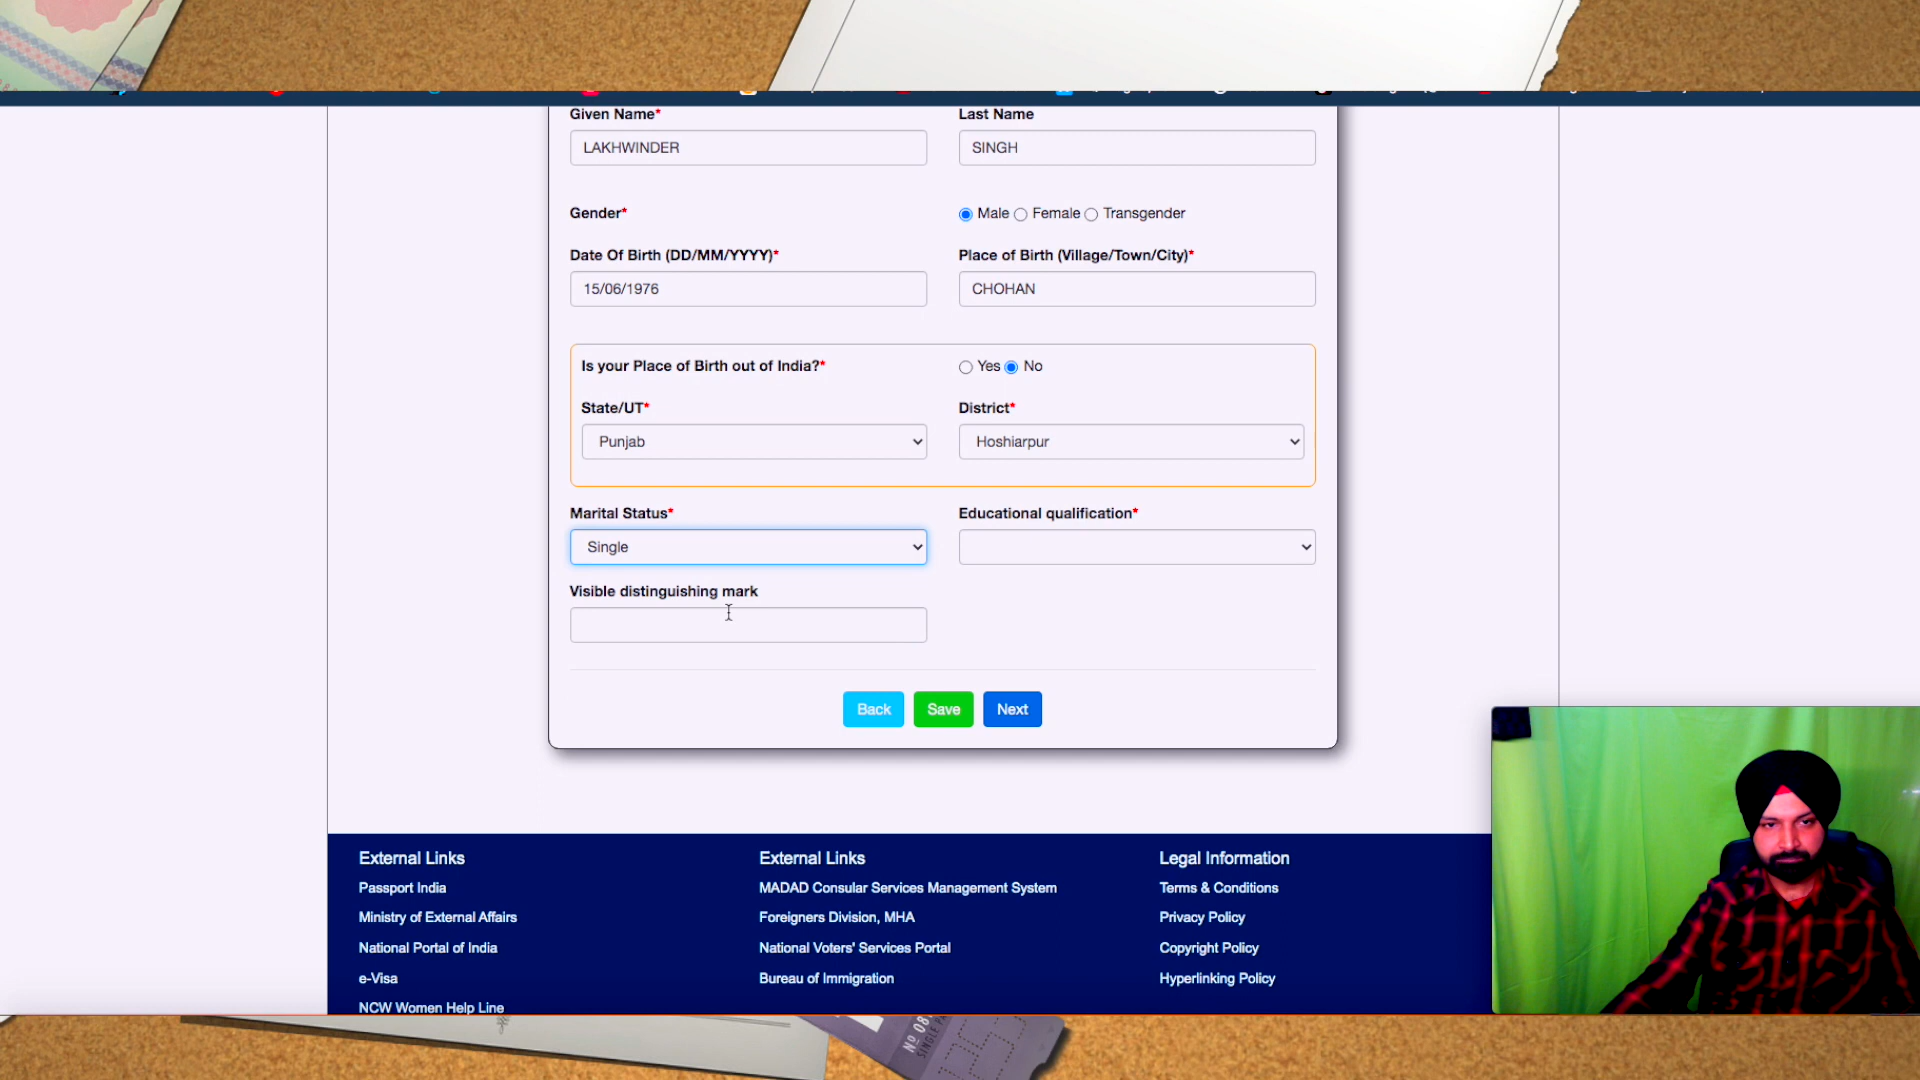 Given Name* Last Name
LAKHWINDER SINGH
Gender* Male Female Transgender
Date Of Birth (DD/MM/YYYY)* Place of Birth (Village/Town/City)*
15/06/1976 CHOHAN
Is your Place of Birth out of India?* Yes No
State/UT* District*
Punjab Hoshiarpur
Marital Status* Educational qualification*
Single
Visible distinguishing mark
Back Save Next
External Links External Links Legal Information
Passport India MADAD Consular Services Management System Terms & Conditions
Ministry of External Affairs Foreigners Division, MHA Privacy Policy
National Portal of India National Voters' Services Portal Copyright Policy
e-Visa Bureau of Immigration Hyperlinking Policy
NCW Women Help Line